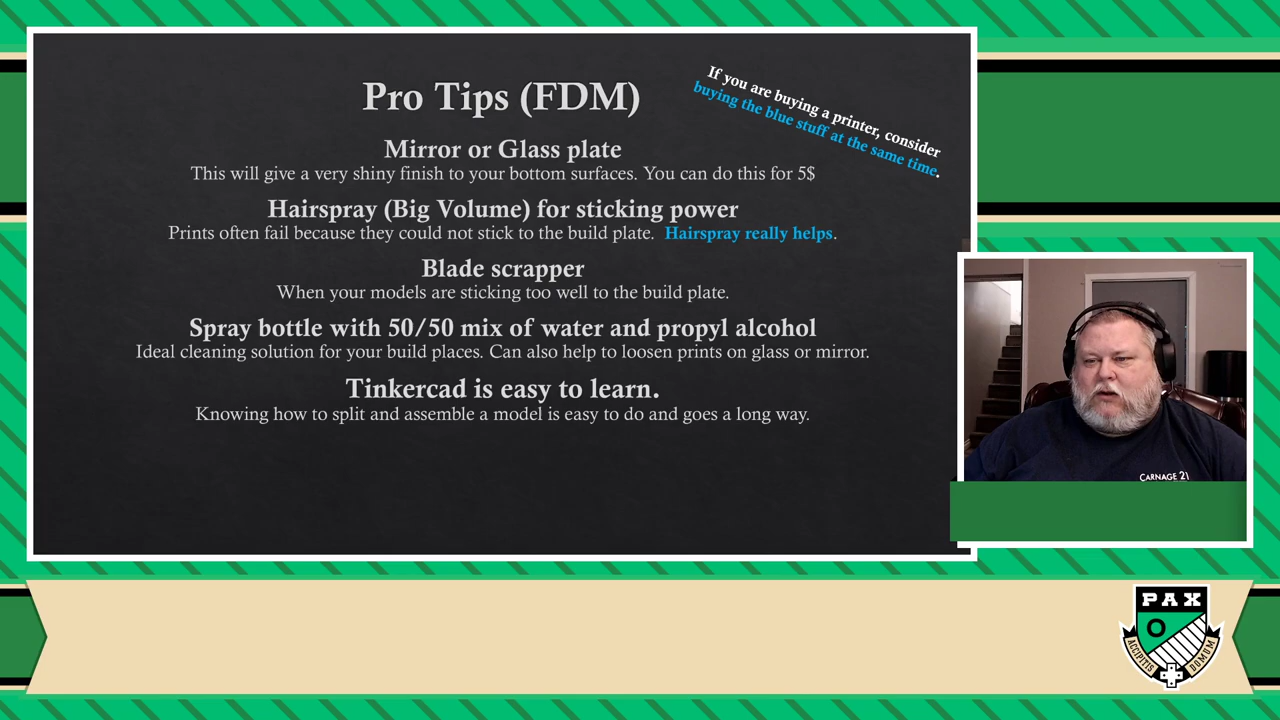 Pro Tips (FDM)
If you are buying a printer, consider
buying the blue stuff at the same time.
Mirror or Glass plate
This will give a very shiny finish to your bottom surfaces. You can do this for 5$
Hairspray (Big Volume) for sticking power
Prints often fail because they could not stick to the build plate. Hairspray really helps.
Blade scrapper
When your models are sticking too well to the build plate.
Spray bottle with 50/50 mix of water and propyl alcohol
Ideal cleaning solution for your build places. Can also help to loosen prints on glass or mirror.
Tinkercad is easy to learn.
Knowing how to split and assemble a model is easy to do and goes a long way.
CARNAGE 21
PAX
O
ACCIPITIS
DOMUM